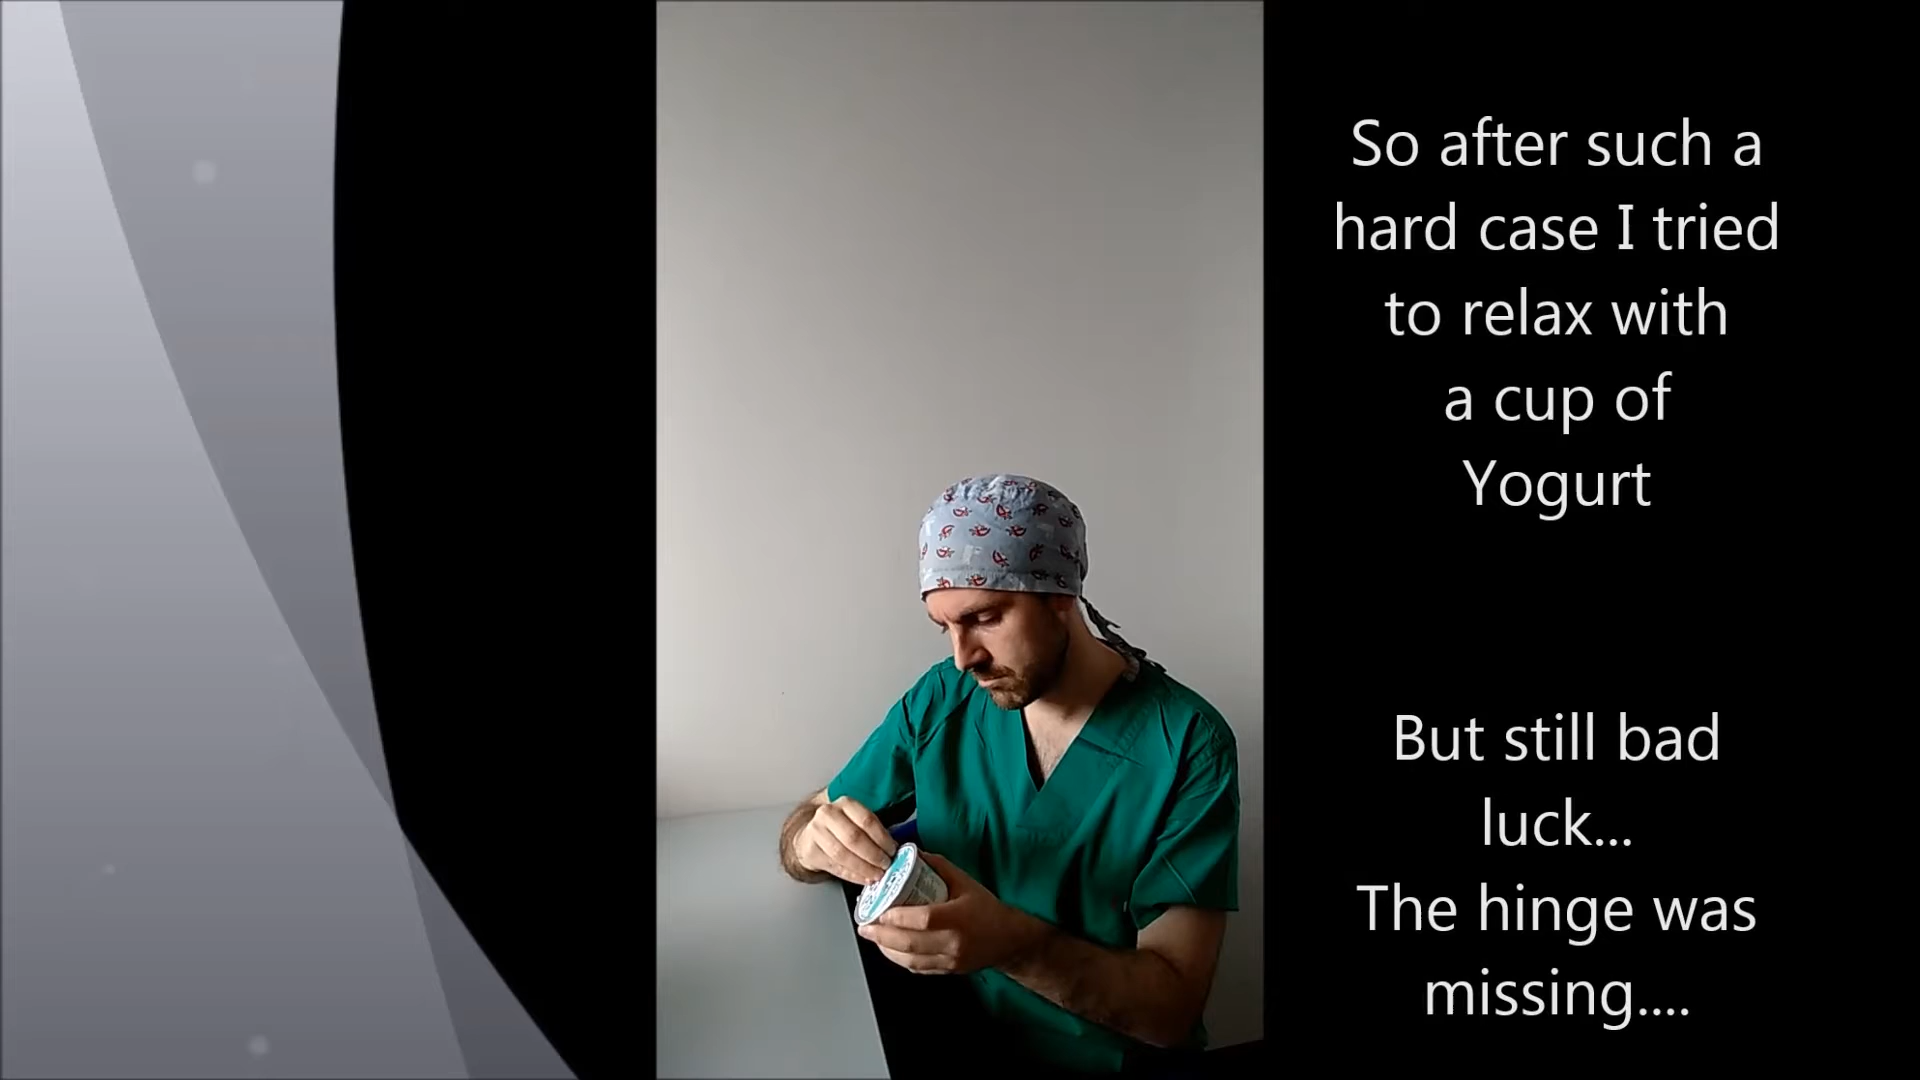 So after such a
hard case I tried
to relax with
a cup of
Yogurt
But still bad
luck...
The hinge was
missing....